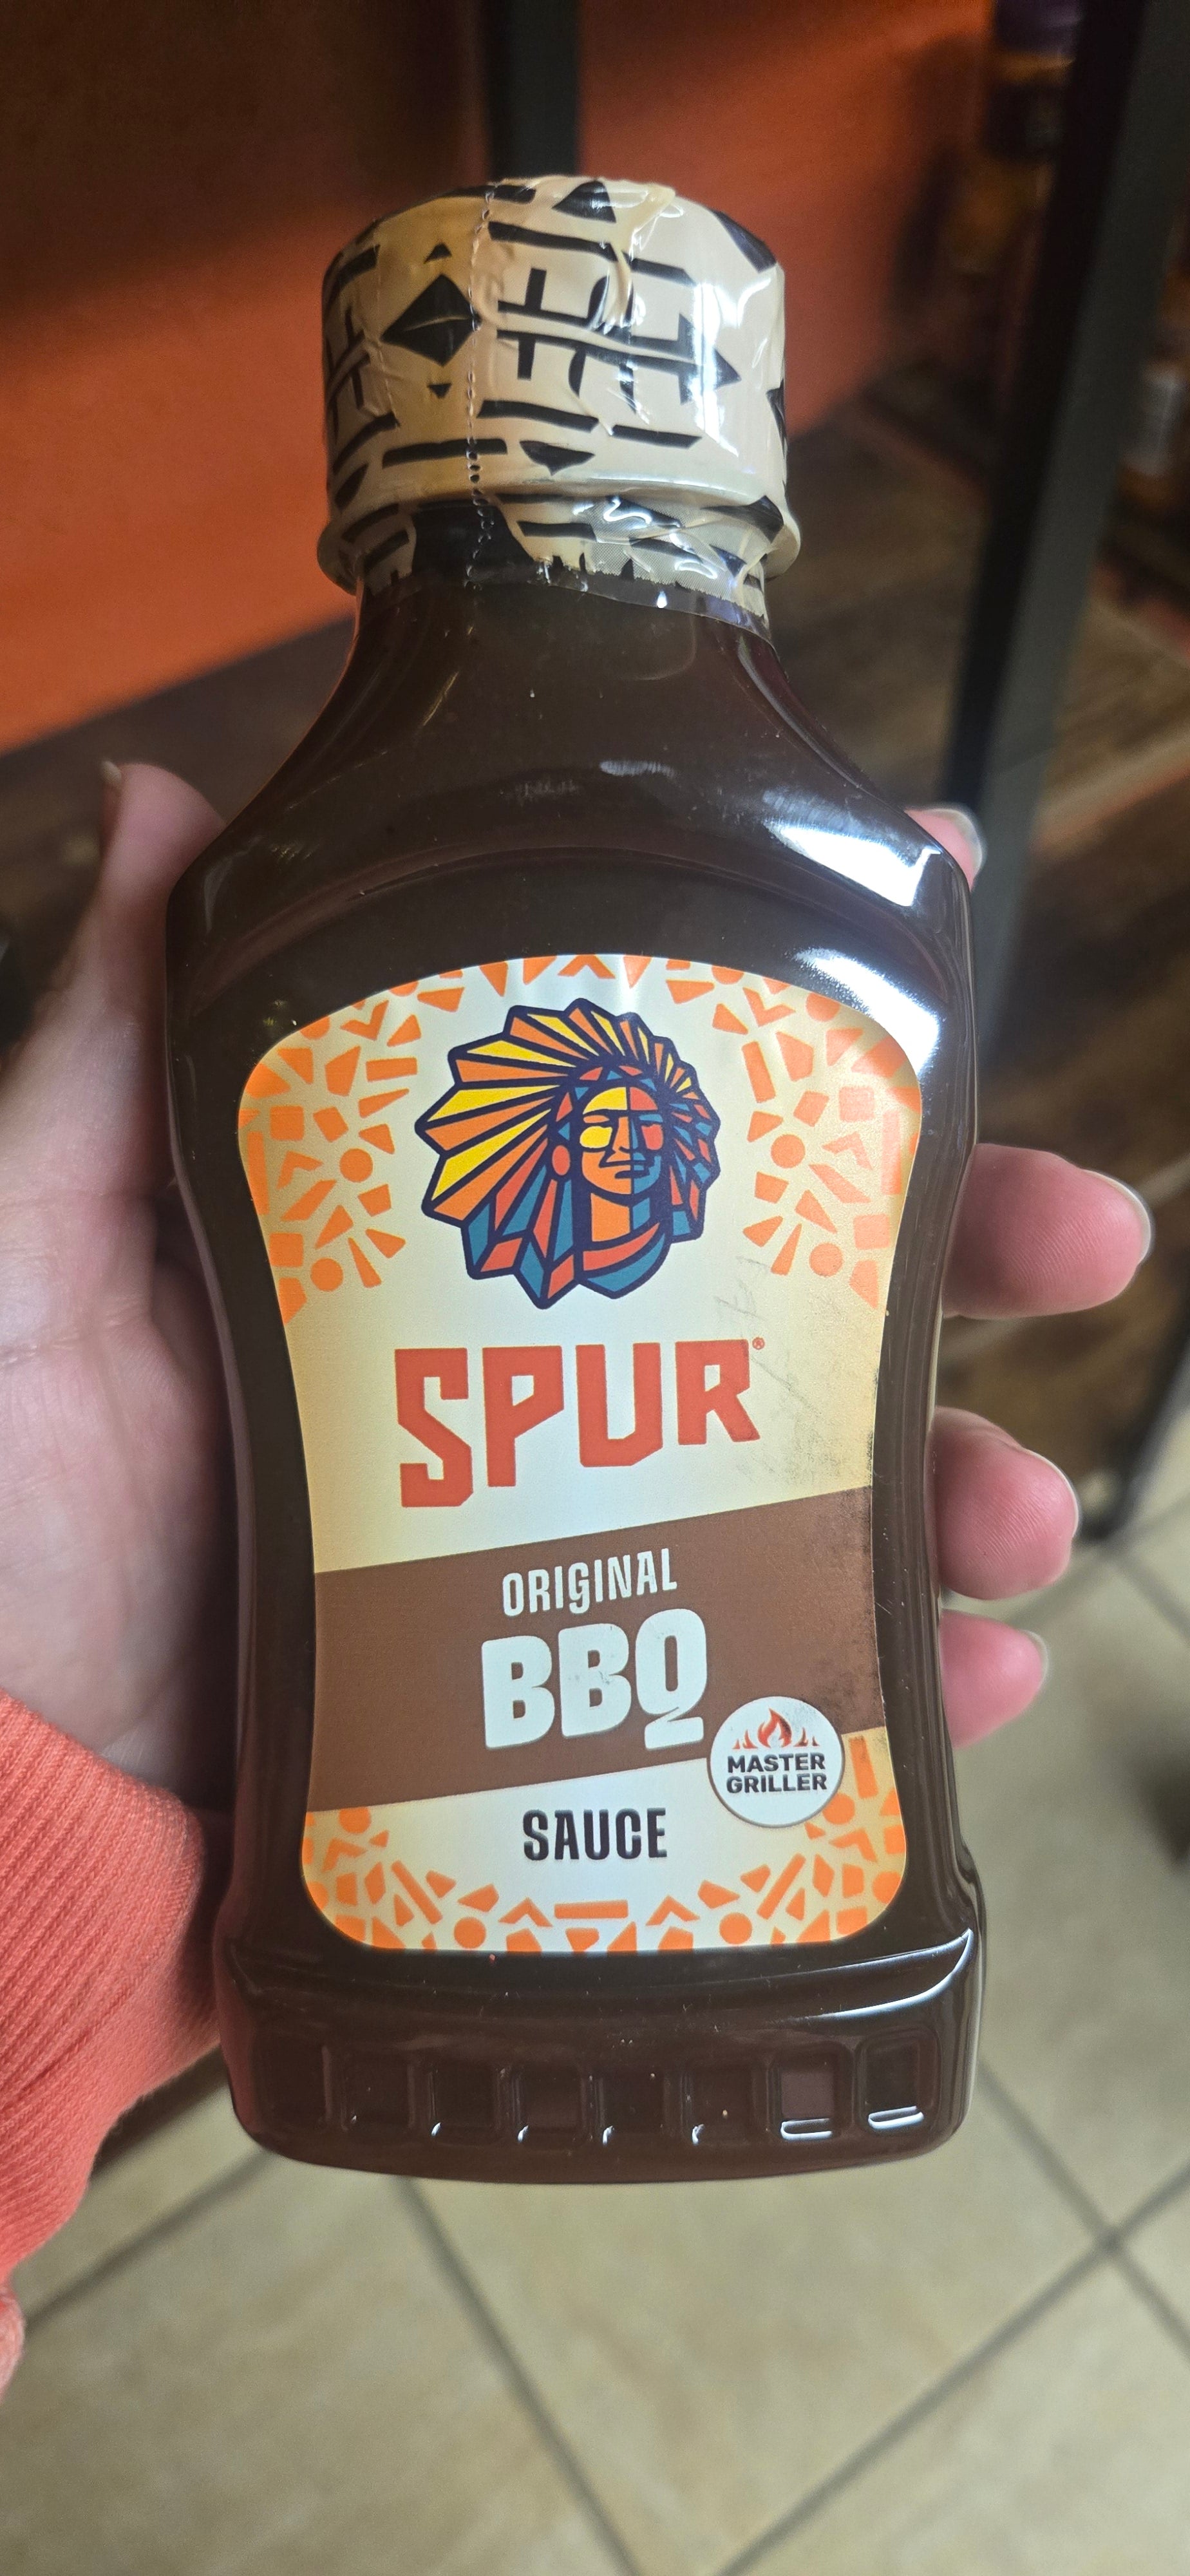 SPUR®
ORIGINAL
BBQ
MASTER
GRILLER
SAUCE